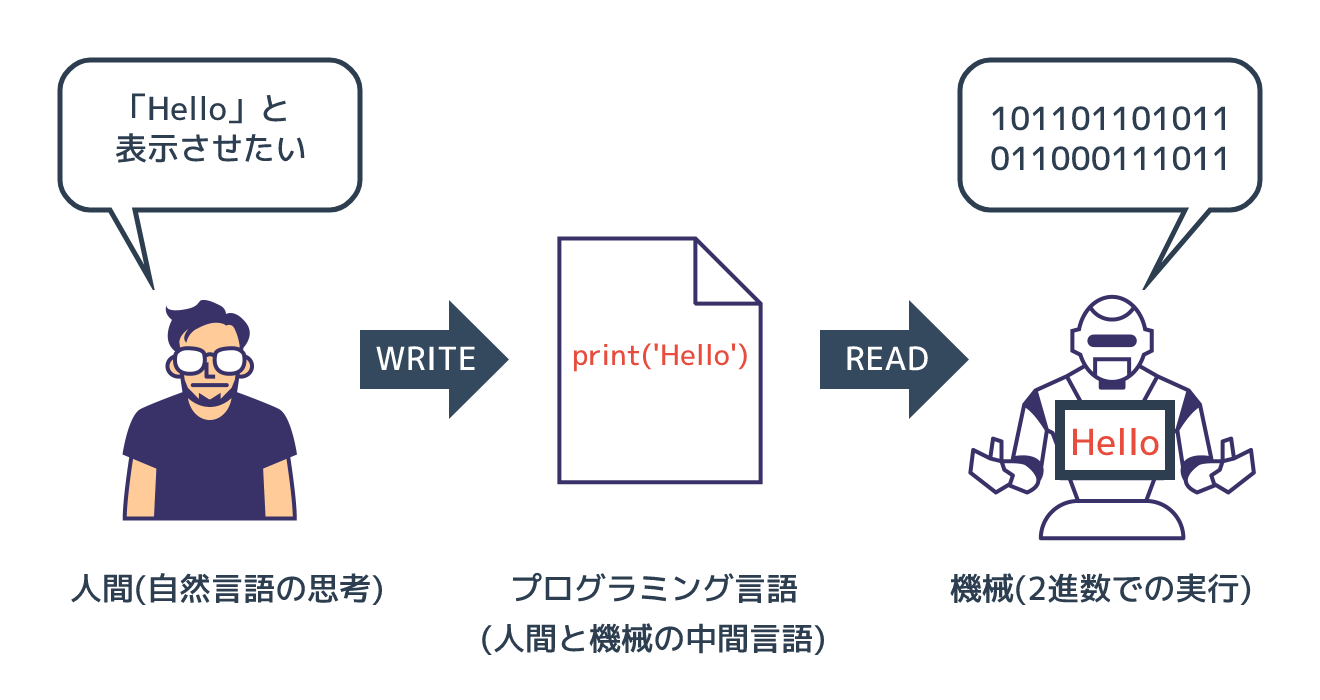 「Hello」と
表示させたい
101101101011
011000111011
WRITE
print('Hello')
READ
Hello
人間(自然言語の思考)
プログラミング言語
(人間と機械の中間言語)
機械(2進数での実行)